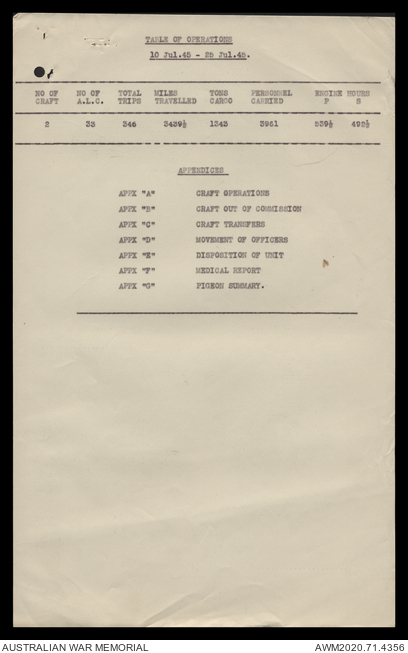 TABLE OF OPERATIONS
10 Jul.45 - 25 Jul.45.
NO OF CRAFT NO OF A.L.C. TOTAL TRIPS MILES TRAVELLED TONS CARGO PERSONNEL CARRIED ENGINE HOURS P S
2 33 346 3439½ 1343 3961 539½ 492½
APPENDICES
APPX "A" CRAFT OPERATIONS
APPX "B" CRAFT OUT OF COMMISSION
APPX "C" CRAFT TRANSFERS
APPX "D" MOVEMENT OF OFFICERS
APPX "E" DISPOSITION OF UNIT
APPX "F" MEDICAL REPORT
APPX "G" PIGEON SUMMARY.
AUSTRALIAN WAR MEMORIAL AWM2020.71.4356